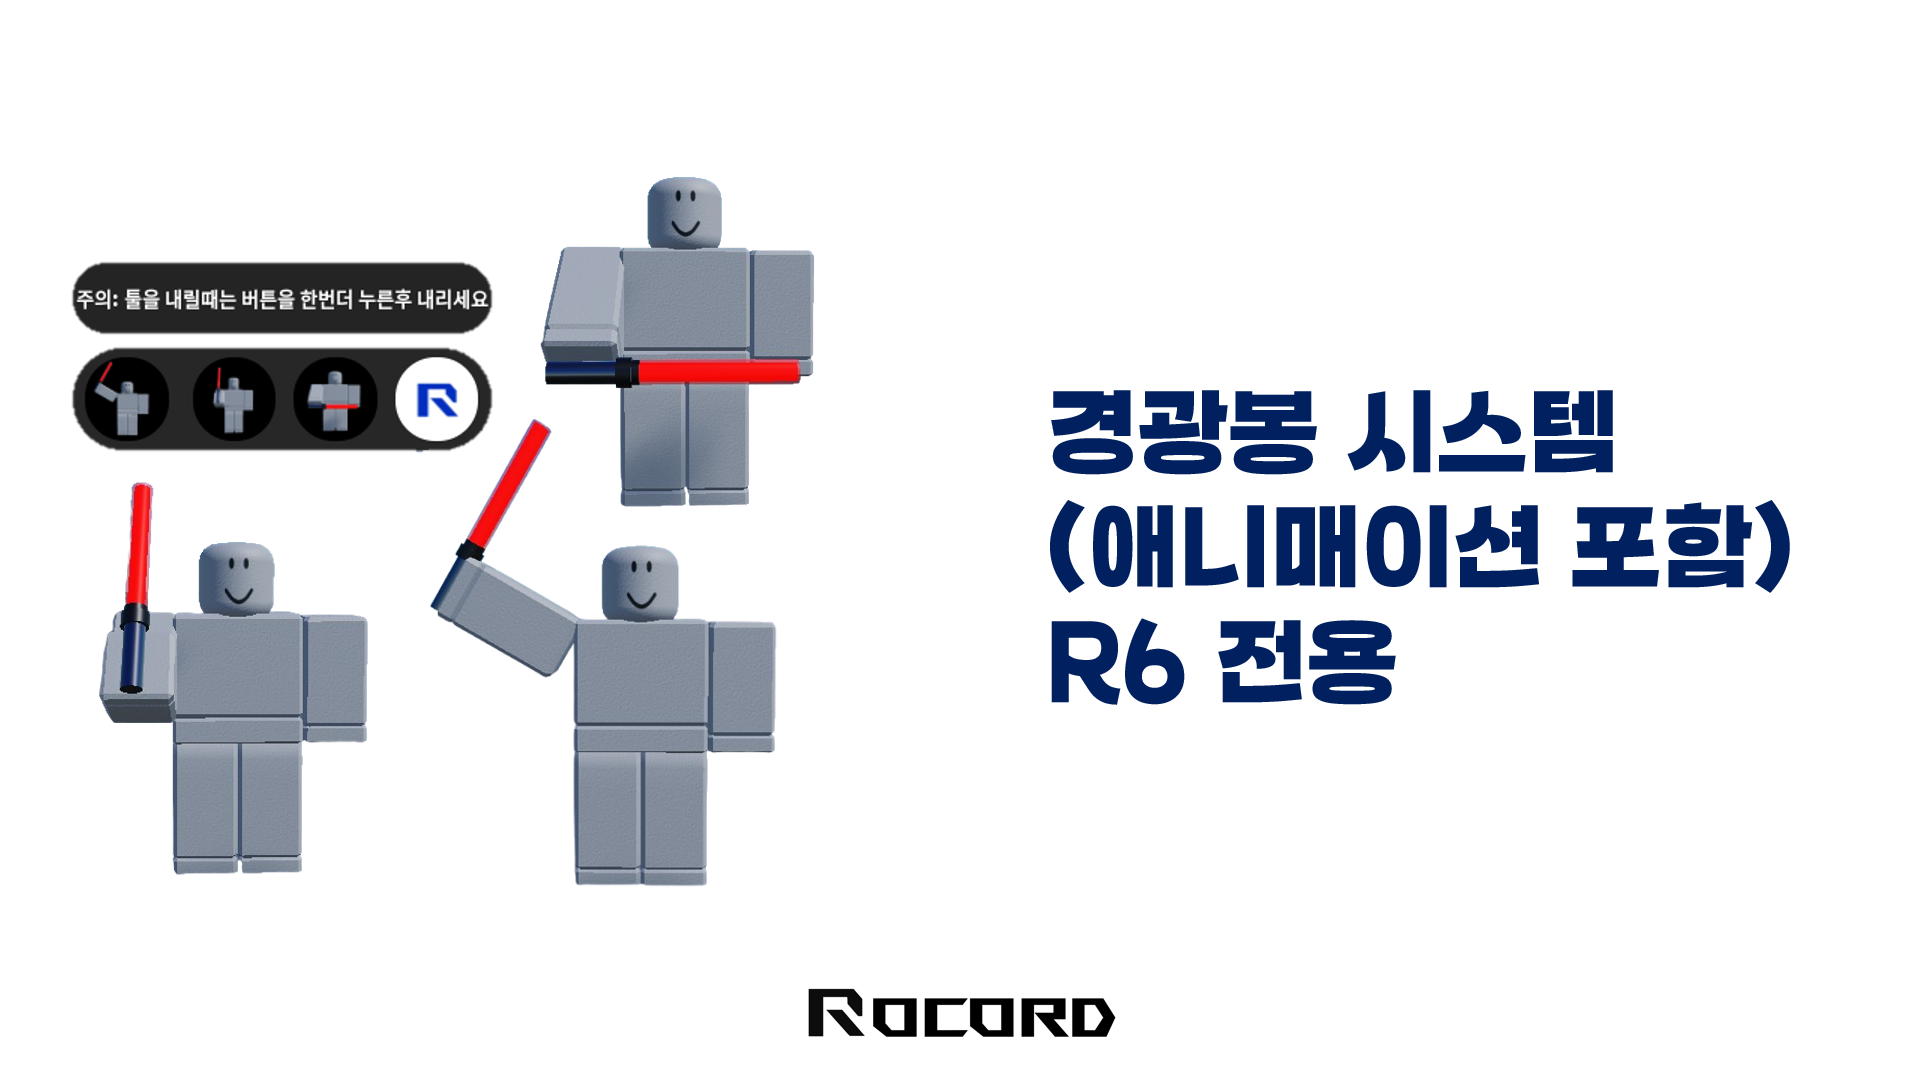 주의: 툴을 내릴때는 버튼을 한번더 누른후 내리세요
R
경광봉 시스템
(애니매이션 포함)
R6 전용
ROCORD